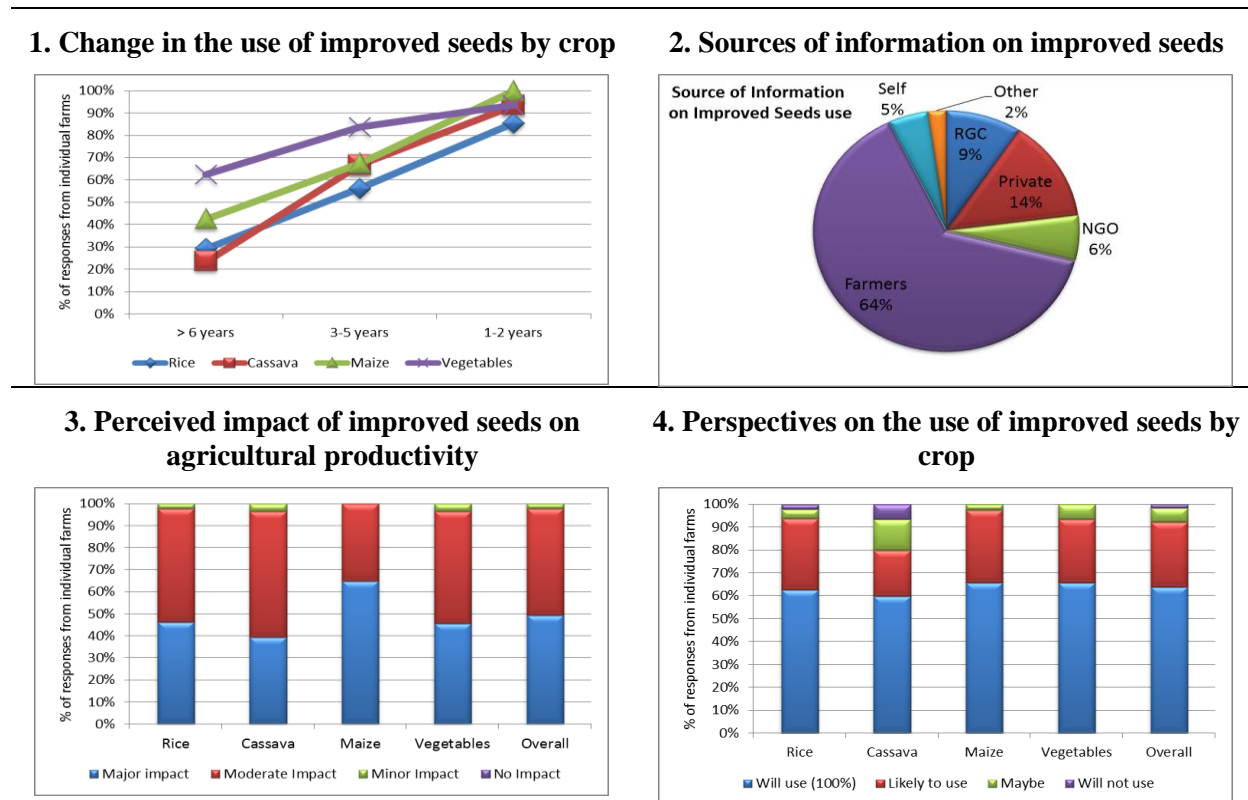 1. Change in the use of improved seeds by crop
% of responses from individual farms
100%
90%
80%
70%
60%
50%
40%
30%
20%
10%
0%
> 6 years
3-5 years
1-2 years
Rice
Cassava
Maize
Vegetables
2. Sources of information on improved seeds
Source of Information
on Improved Seeds use
Self
5%
Other
2%
RGC
9%
Private
14%
NGO
6%
Farmers
64%
3. Perceived impact of improved seeds on
agricultural productivity
% of responses from individual farms
100%
90%
80%
70%
60%
50%
40%
30%
20%
10%
0%
Rice
Cassava
Maize
Vegetables
Overall
Major impact
Moderate Impact
Minor Impact
No Impact
4. Perspectives on the use of improved seeds by
crop
% of responses from individual farms
100%
90%
80%
70%
60%
50%
40%
30%
20%
10%
0%
Rice
Cassava
Maize
Vegetables
Overall
Will use (100%)
Likely to use
Maybe
Will not use